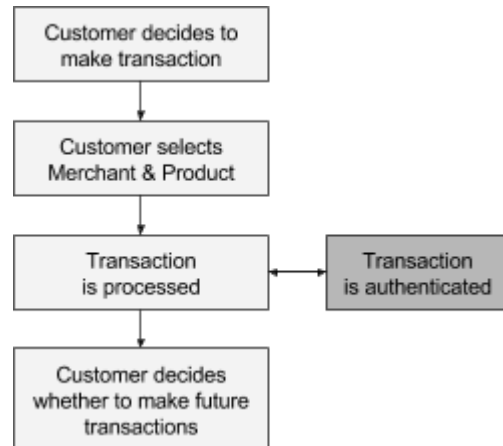 Customer decides to
make transaction
Customer selects
Merchant & Product
Transaction
is processed
Transaction
is authenticated
Customer decides
whether to make future
transactions